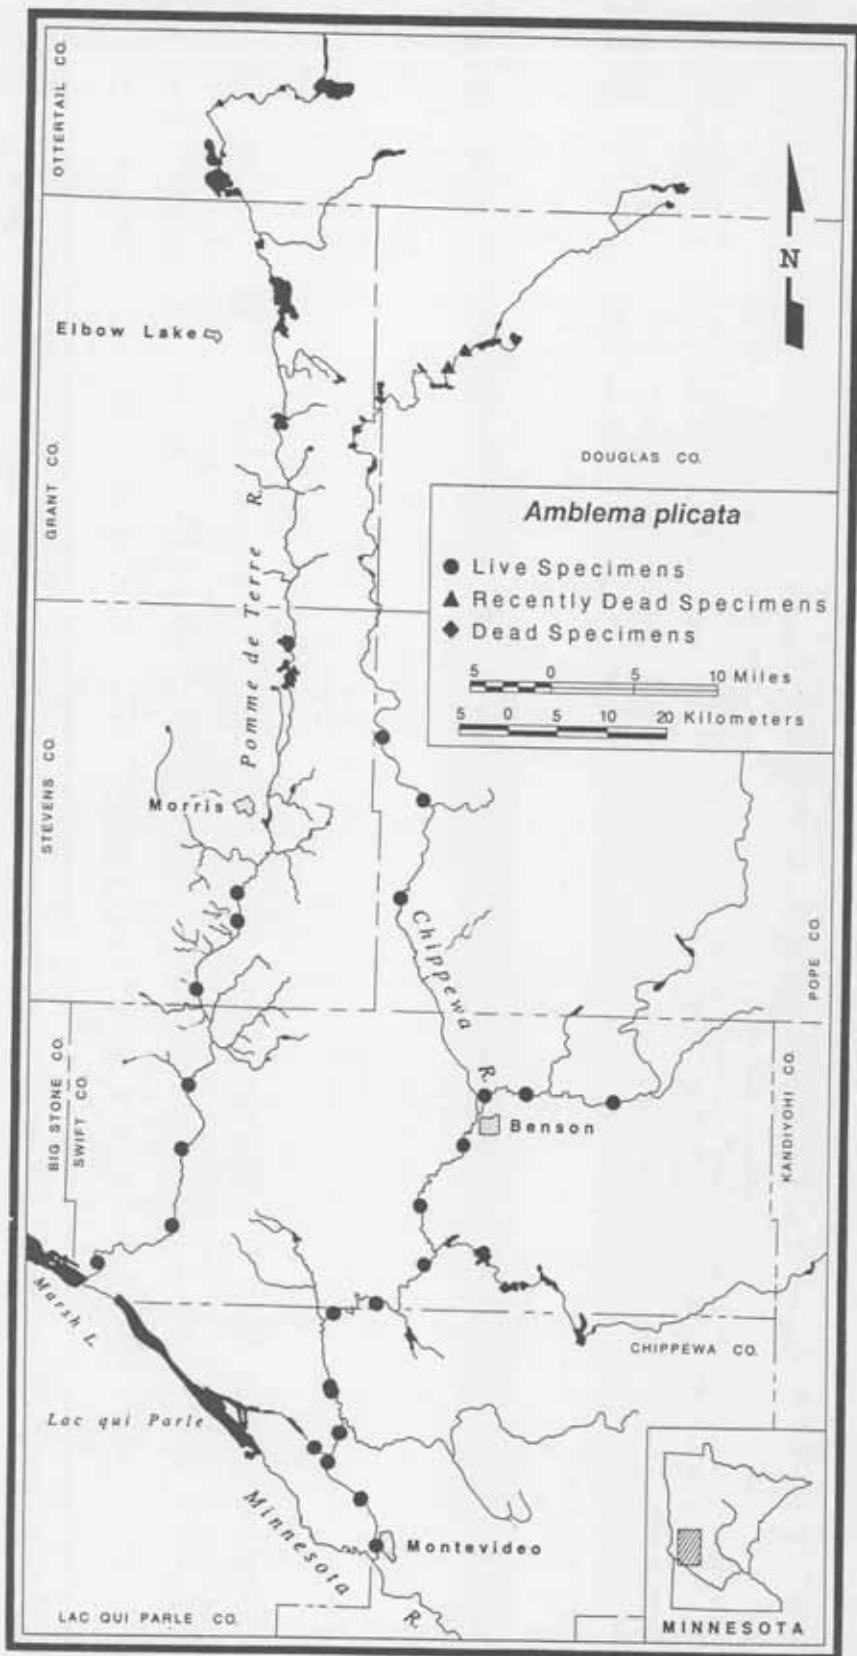 OTTERTAIL CO.
N
Elbow Lake
GRANT CO.
DOUGLAS CO.
Amblema plicata
Live Specimens
Recently Dead Specimens
Dead Specimens
5 0 5 10 Miles
5 0 5 10 20 Kilometers
Pomme de Terre R.
STEVENS CO.
Morris
Chippewa R.
POPE CO.
BIG STONE CO.
SWIFT CO.
KANDIYOHI CO.
Benson
Marsh L.
CHIPPEWA CO.
Lac qui Parle
Minnesota R.
Montevideo
LAC QUI PARLE CO.
MINNESOTA